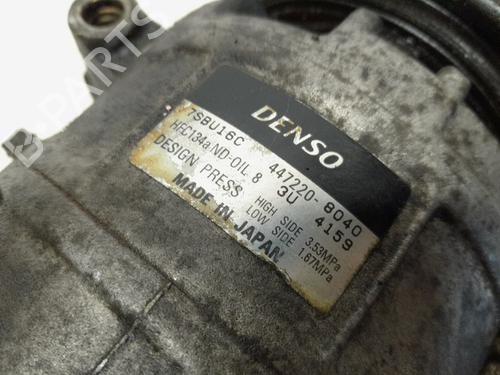 DENSO
7SBU16C 447220-8040
HFC134a ND-OIL 8 3U 4159
DESIGN PRESS HIGH SIDE 3.53MPa
LOW SIDE 1.67MPa
MADE IN JAPAN